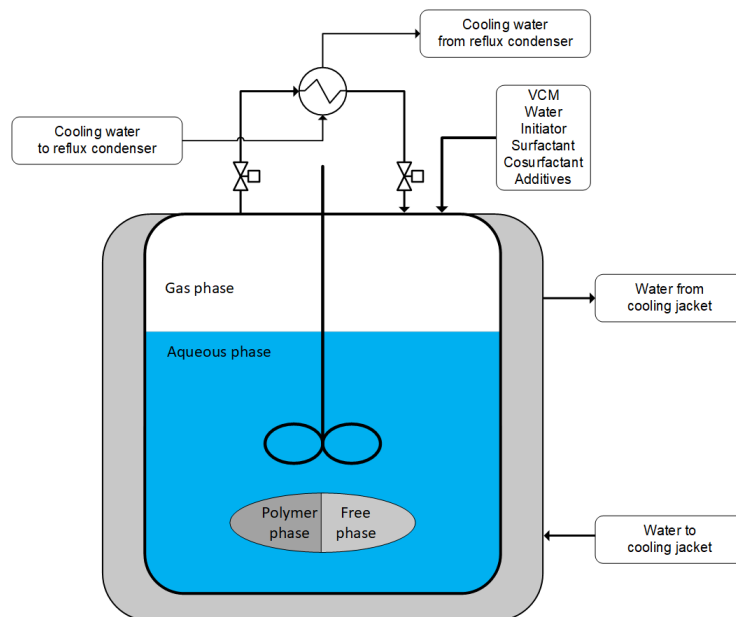 Cooling water
from reflux condenser
VCM
Water
Initiator
Surfactant
Cosurfactant
Additives
Cooling water
to reflux condenser
Gas phase
Water from
cooling jacket
Aqueous phase
Polymer
phase
Free
phase
Water to
cooling jacket